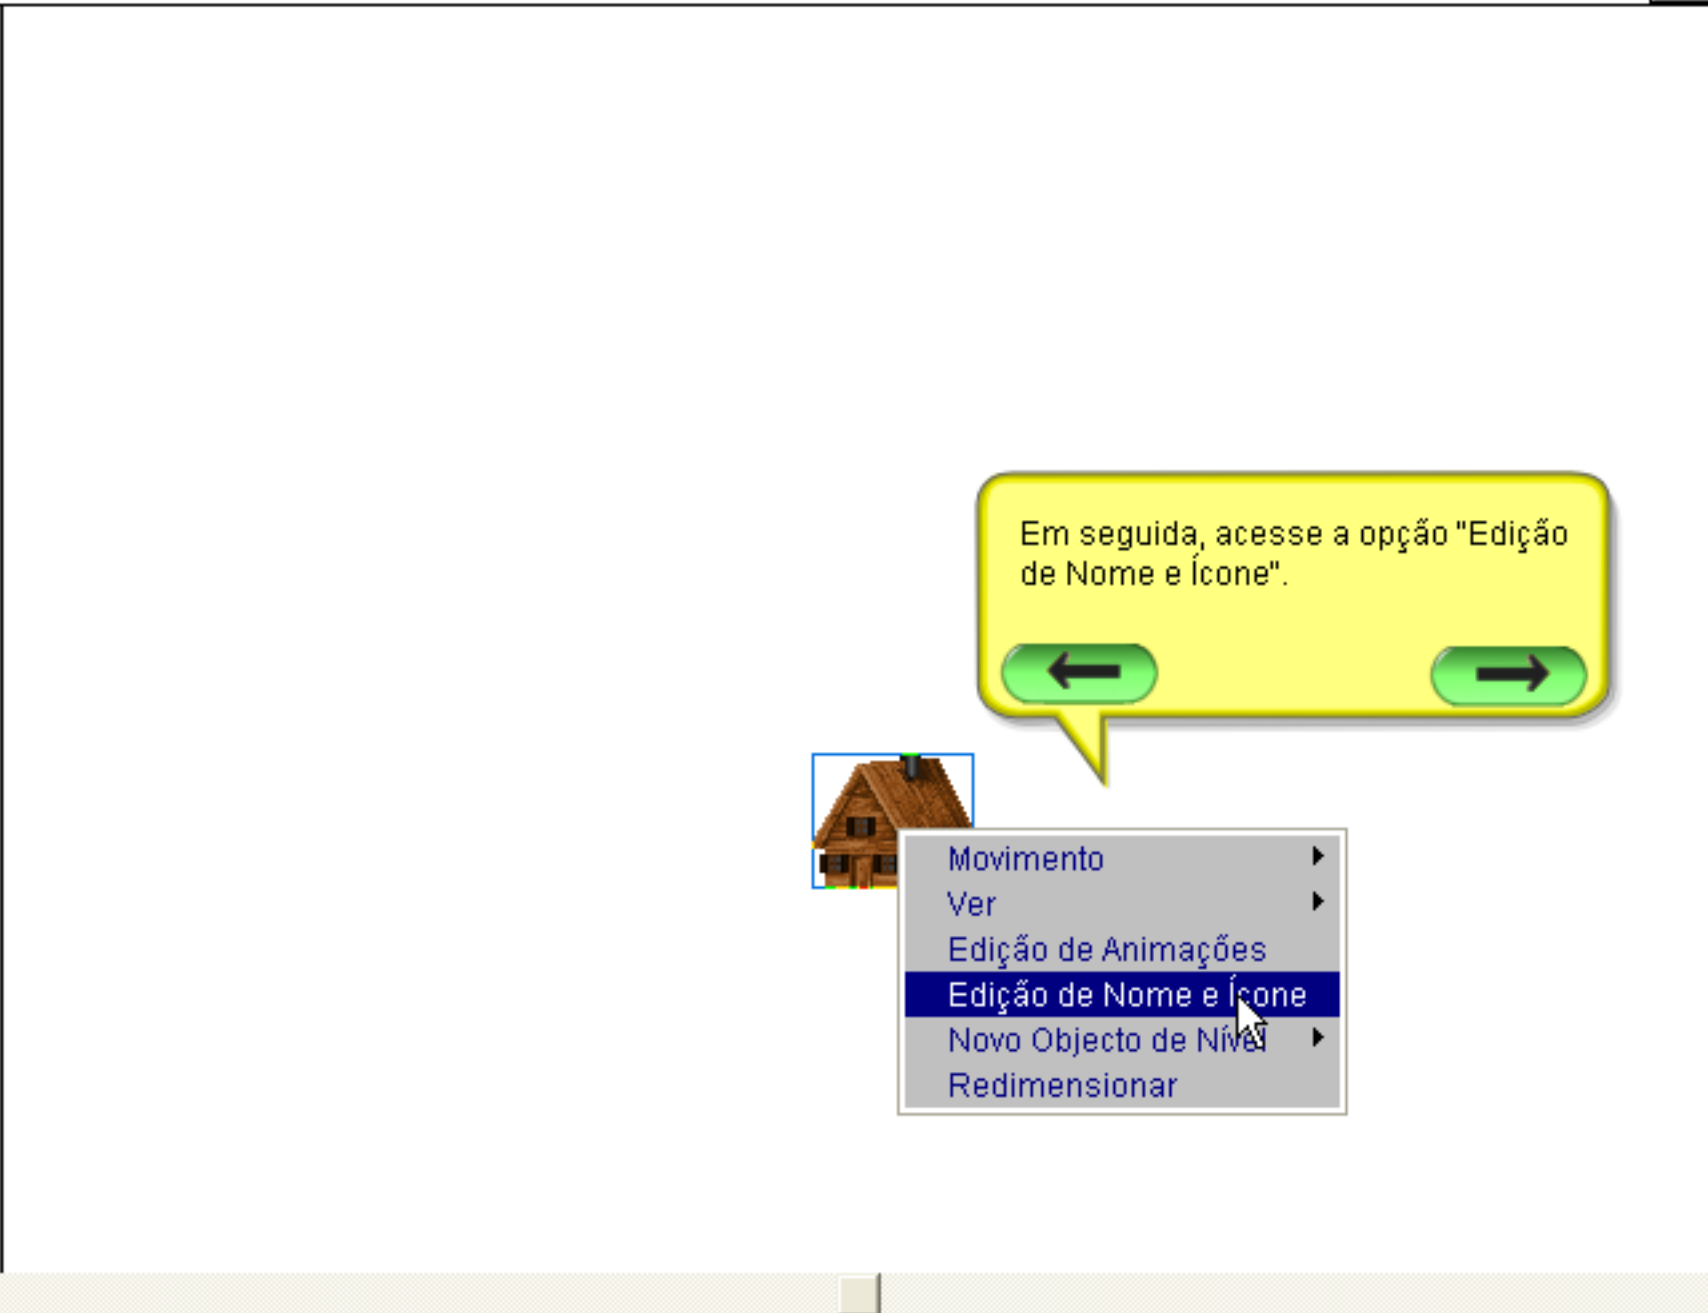 Em seguida, acesse a opção "Edição
de Nome e Ícone".
Movimento
Ver
Edição de Animações
Edição de Nome e Ícone
Novo Objecto de Nível
Redimensionar